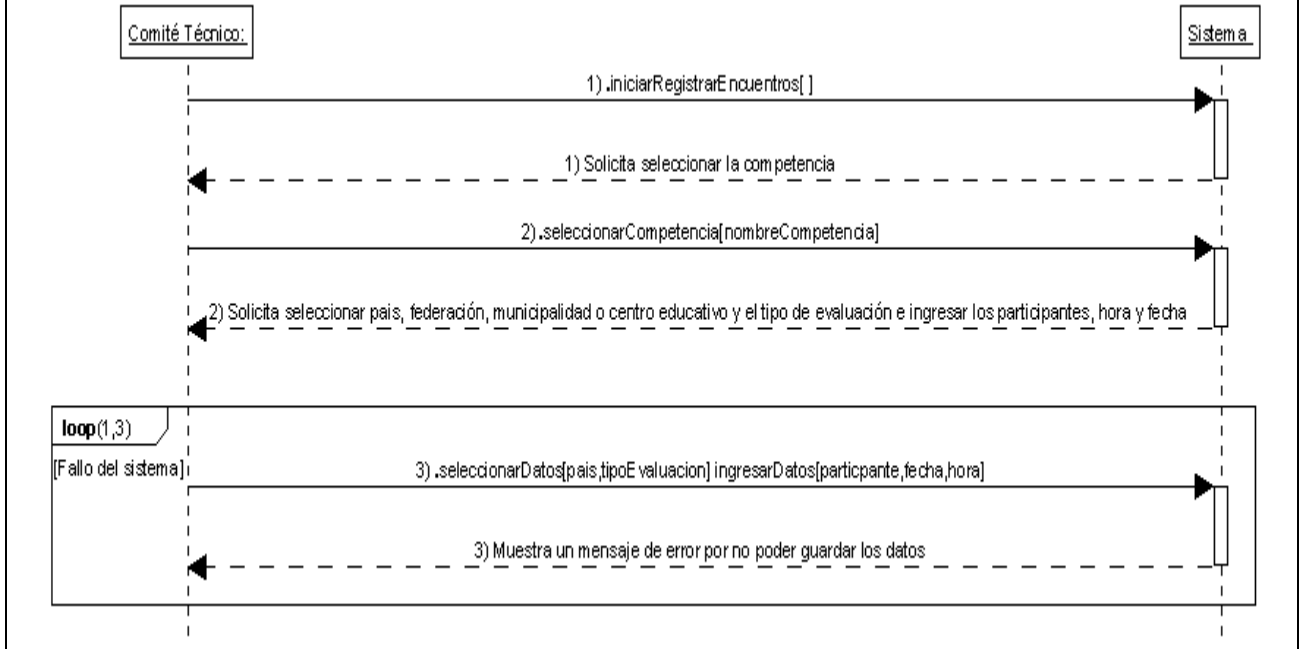 Comité Técnico:
Sistema
1) .iniciarRegistrarEncuentros[ ]
1) Solicita seleccionar la competencia
2) .seleccionarCompetencia[nombreCompetencia]
2) Solicita seleccionar pais, federación, municipalidad o centro educativo y el tipo de evaluación e ingresar los participantes, hora y fecha
loop(1,3)
[Fallo del sistema]
3) .seleccionarDatos[pais,tipoEvaluacion] ingresarDatos[particpante,fecha,hora]
3) Muestra un mensaje de error por no poder guardar los datos